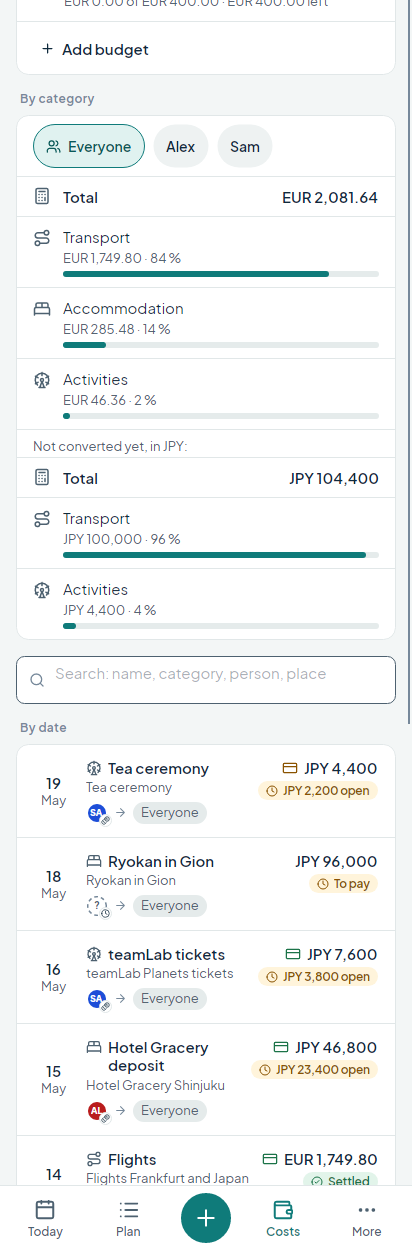 EUR 0.00 of EUR 400.00 · EUR 400.00 left
+ Add budget
By category
Everyone
Alex
Sam
Total EUR 2,081.64
Transport
EUR 1,749.80 · 84 %
Accommodation
EUR 285.48 · 14 %
Activities
EUR 46.36 · 2 %
Not converted yet, in JPY:
Total JPY 104,400
Transport
JPY 100,000 · 96 %
Activities
JPY 4,400 · 4 %
Search: name, category, person, place
By date
19 May
Tea ceremony JPY 4,400
Tea ceremony JPY 2,200 open
SA → Everyone
18 May
Ryokan in Gion JPY 96,000
Ryokan in Gion To pay
? → Everyone
16 May
teamLab tickets JPY 7,600
teamLab Planets tickets JPY 3,800 open
SA → Everyone
15 May
Hotel Gracery deposit JPY 46,800
Hotel Gracery Shinjuku JPY 23,400 open
AL → Everyone
14
Flights EUR 1,749.80
Flights Frankfurt and Japan Settled
Today
Plan
+
Costs
More